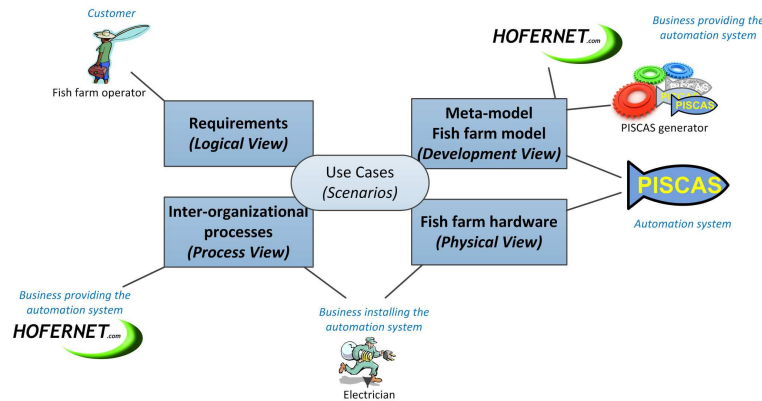 Customer
Fish farm operator
Requirements
(Logical View)
HOFERNET.com
Business providing the
automation system
Meta-model
Fish farm model
(Development View)
PISCAS
PISCAS generator
Use Cases
(Scenarios)
PISCAS
Automation system
Inter-organizational
processes
(Process View)
Fish farm hardware
(Physical View)
Business providing the
automation system
HOFERNET.com
Business installing the
automation system
Electrician